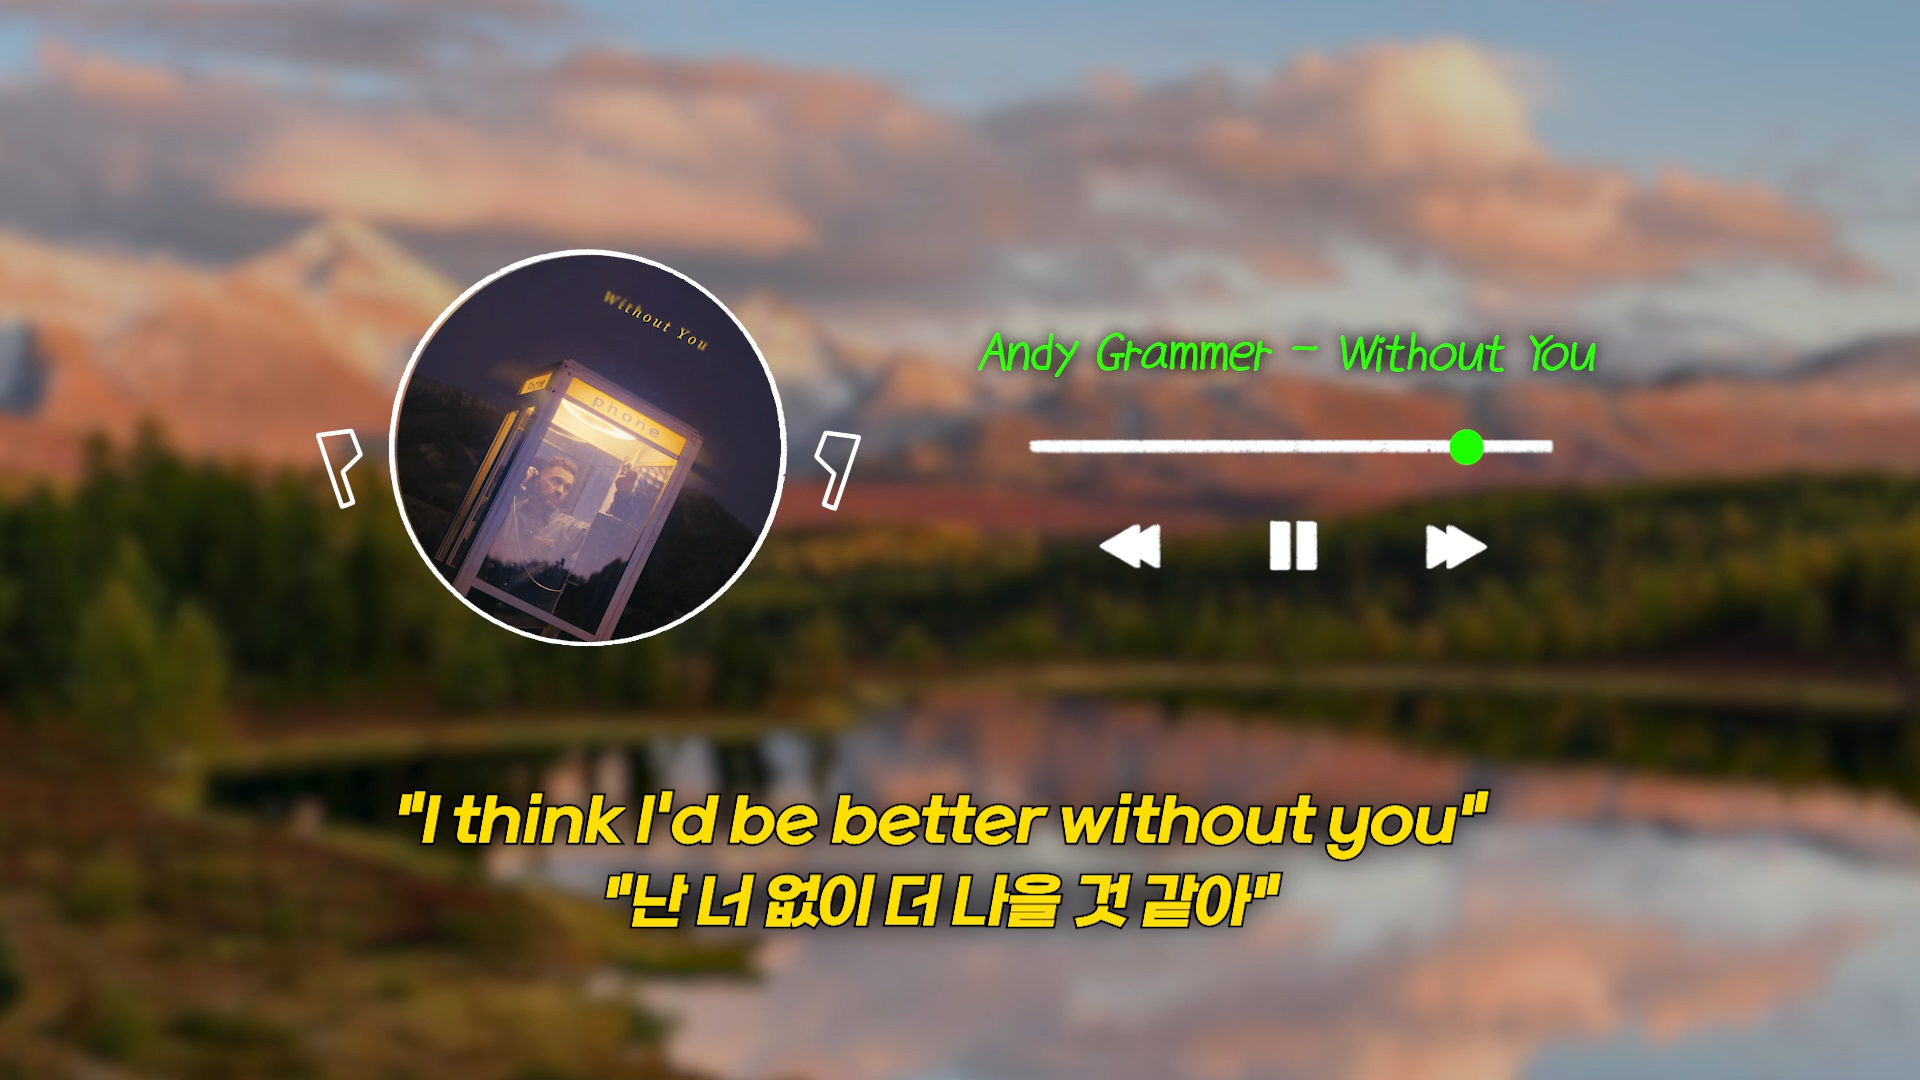 Without You
phone
phone
Andy Grammer - Without You
"I think I'd be better without you"
"난 너 없이 더 나을 것 같아"